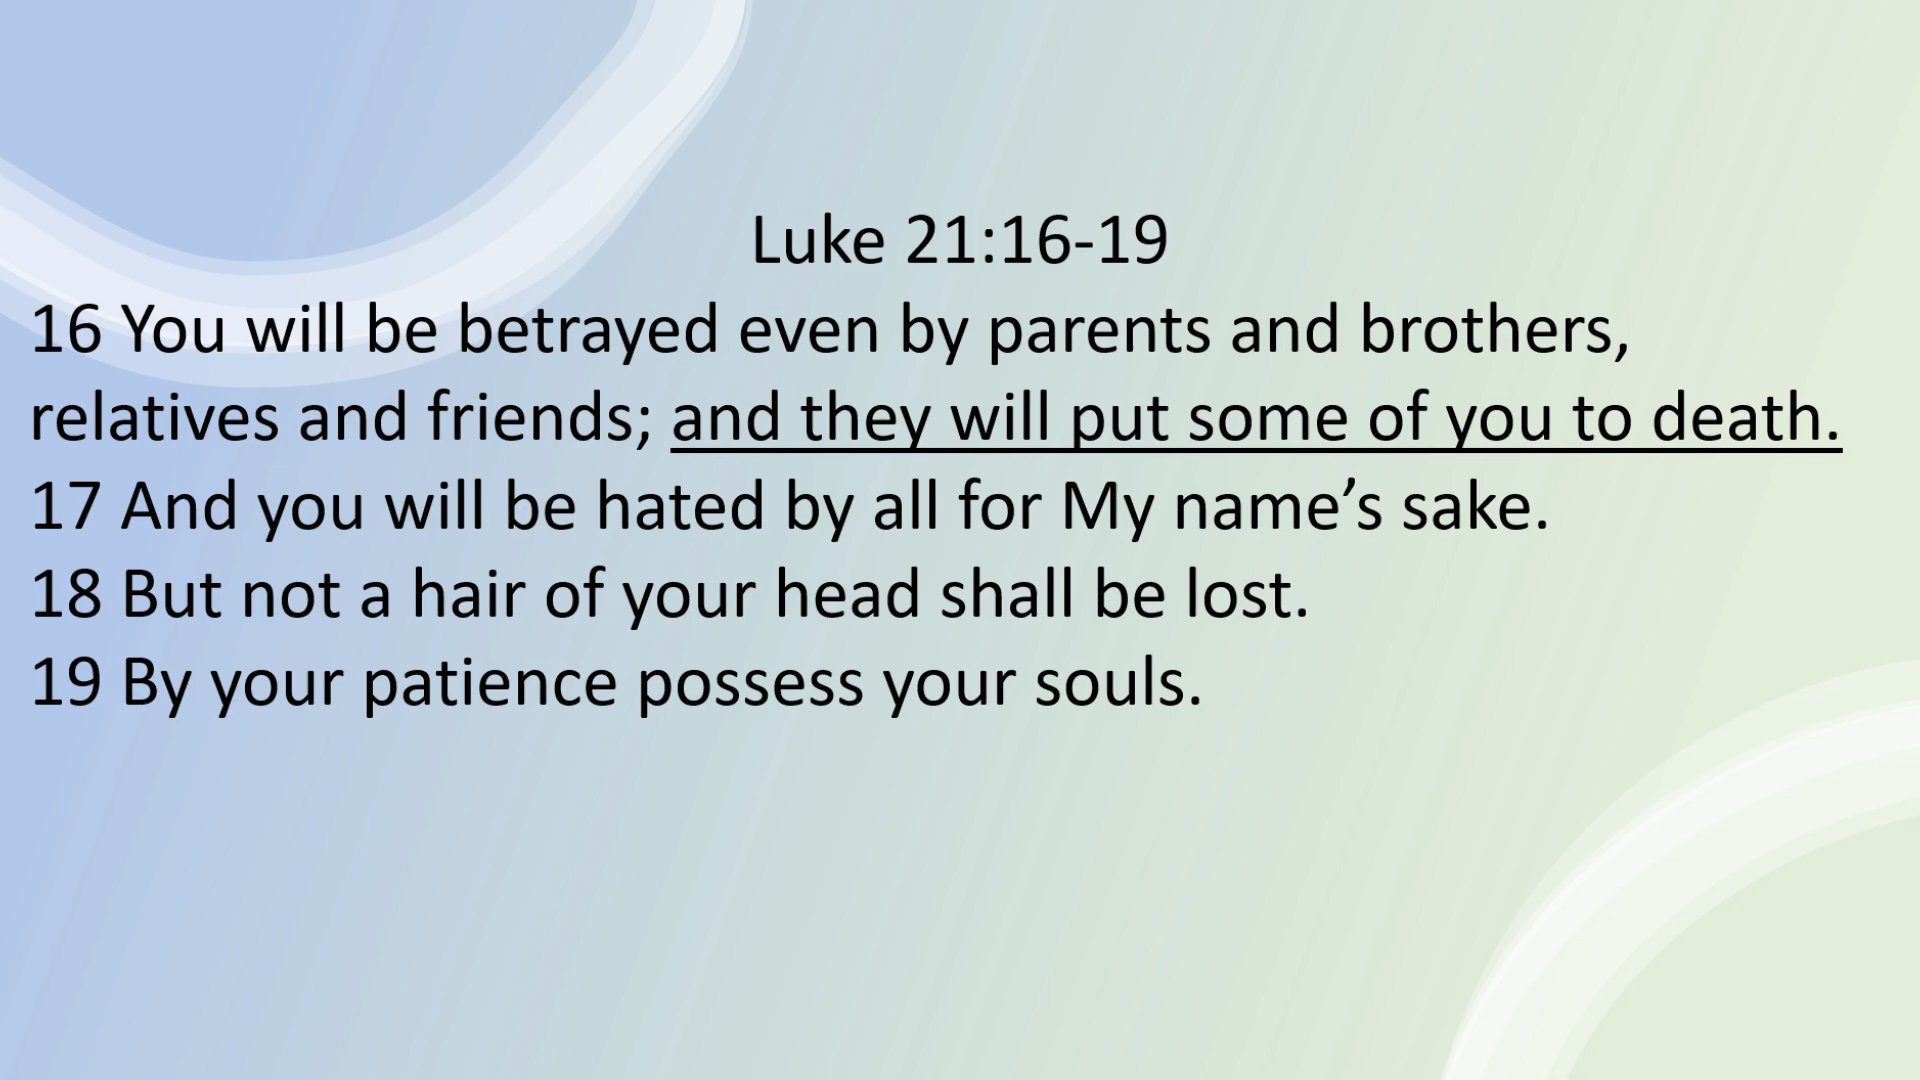 Luke 21:16-19
16 You will be betrayed even by parents and brothers,
relatives and friends; and they will put some of you to death.
17 And you will be hated by all for My name’s sake.
18 But not a hair of your head shall be lost.
19 By your patience possess your souls.